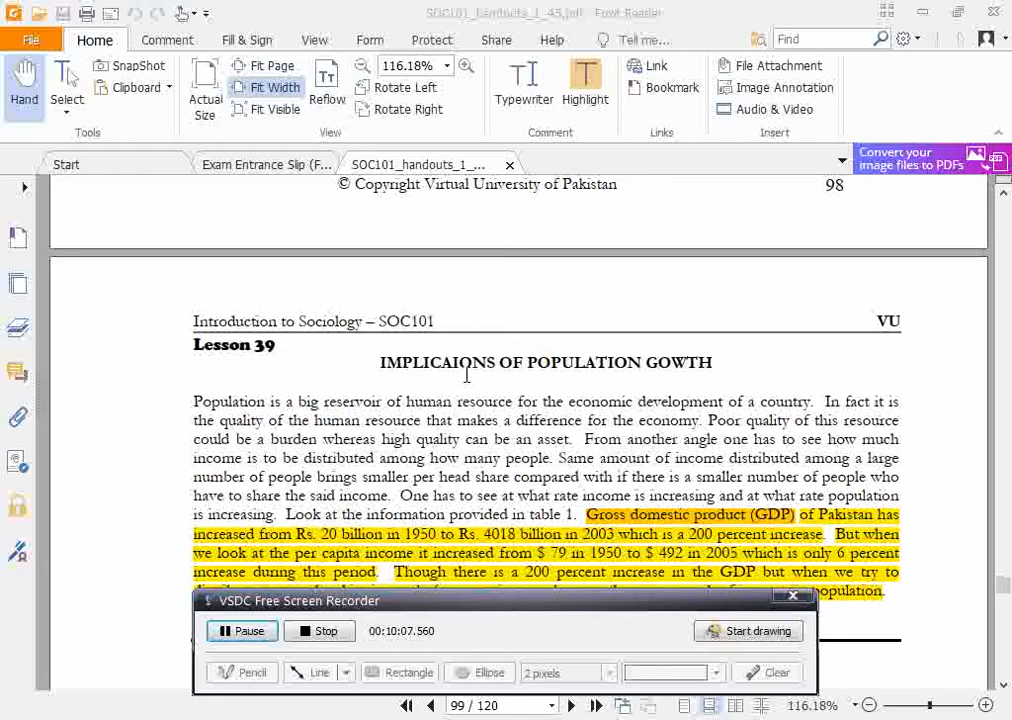 SOC101_handouts_1_45.pdf - Foxit Reader
File Home Comment Fill & Sign View Form Protect Share Help Tell me... Find
Hand Select SnapShot Clipboard Actual Size Fit Page Fit Width Fit Visible Reflow 116.18% Rotate Left Rotate Right Typewriter Highlight Link Bookmark File Attachment Image Annotation Audio & Video
Tools View Comment Links Insert
Start Exam Entrance Slip (F... SOC101_handouts_1_... Convert your image files to PDFs
© Copyright Virtual University of Pakistan 98
Introduction to Sociology – SOC101 VU
Lesson 39
IMPLICAIONS OF POPULATION GOWTH
Population is a big reservoir of human resource for the economic development of a country. In fact it is
the quality of the human resource that makes a difference for the economy. Poor quality of this resource
could be a burden whereas high quality can be an asset. From another angle one has to see how much
income is to be distributed among how many people. Same amount of income distributed among a large
number of people brings smaller per head share compared with if there is a smaller number of people who
have to share the said income. One has to see at what rate income is increasing and at what rate population
is increasing. Look at the information provided in table 1. Gross domestic product (GDP) of Pakistan has
increased from Rs. 20 billion in 1950 to Rs. 4018 billion in 2003 which is a 200 percent increase. But when
we look at the per capita income it increased from $ 79 in 1950 to $ 492 in 2005 which is only 6 percent
increase during this period. Though there is a 200 percent increase in the GDP but when we try to
population.
VSDC Free Screen Recorder
Pause Stop 00:10:07.560 Start drawing
Pencil Line Rectangle Ellipse 2 pixels Clear
99 / 120 116.18%